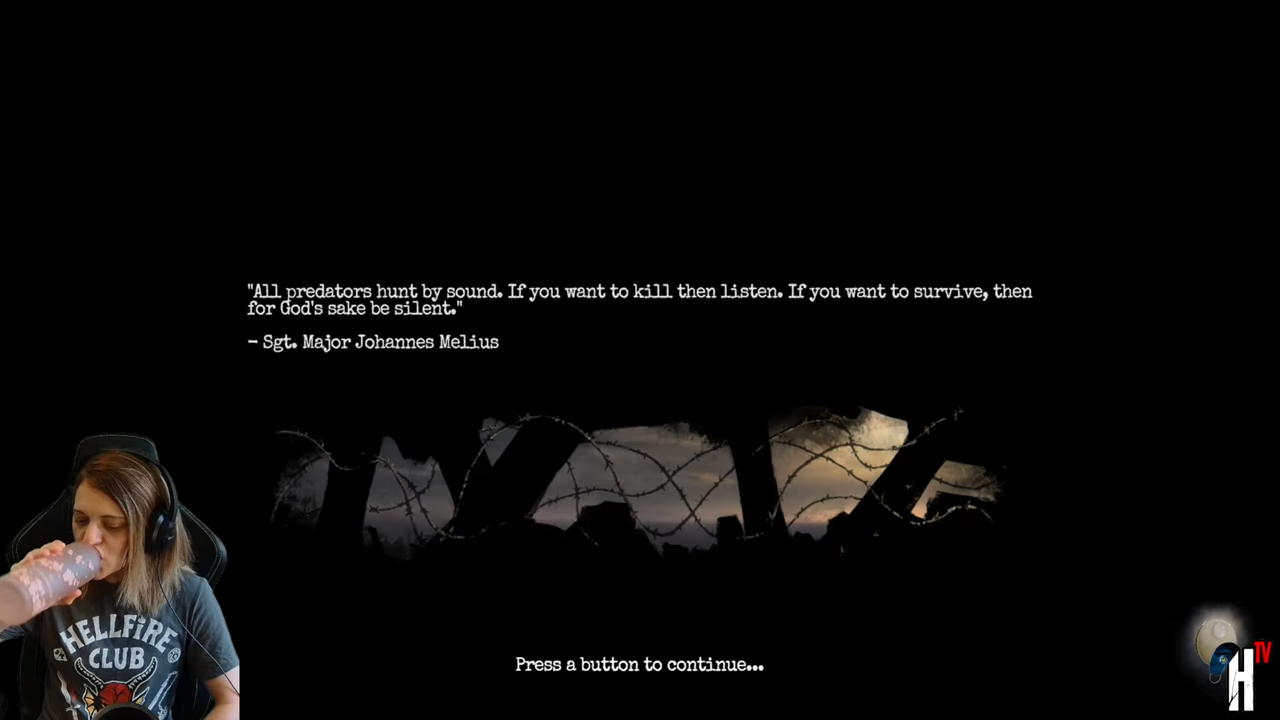 "All predators hunt by sound. If you want to kill then listen. If you want to survive, then
for God's sake be silent."
- Sgt. Major Johannes Melius
HELLFIRE
CLUB
Press a button to continue...
H TV